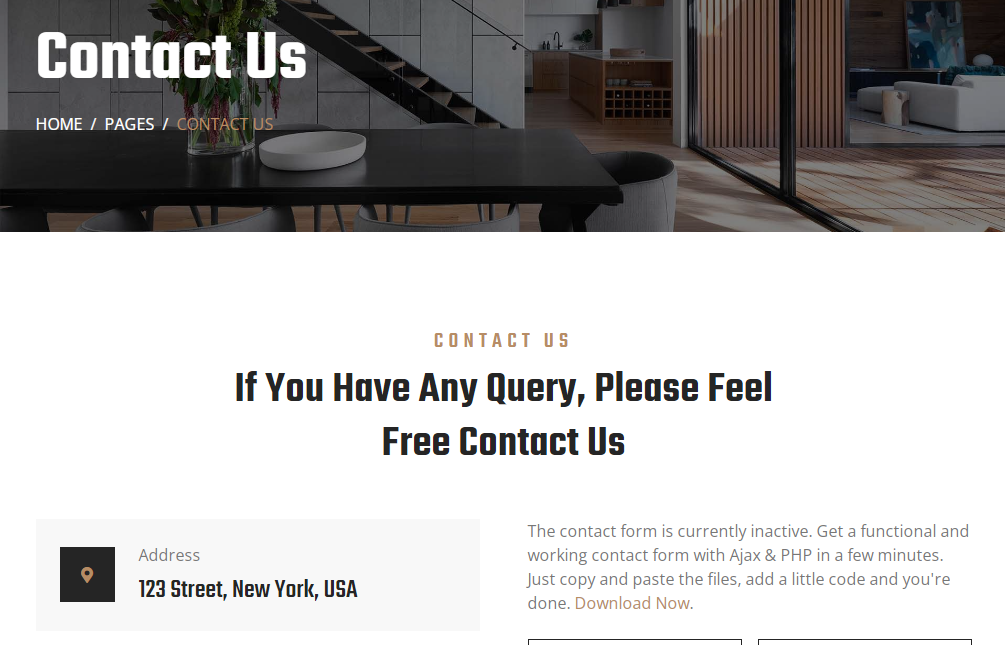 Contact Us
HOME / PAGES / CONTACT US
CONTACT US
If You Have Any Query, Please Feel
Free Contact Us
Address
123 Street, New York, USA
The contact form is currently inactive. Get a functional and
working contact form with Ajax & PHP in a few minutes.
Just copy and paste the files, add a little code and you're
done. Download Now.